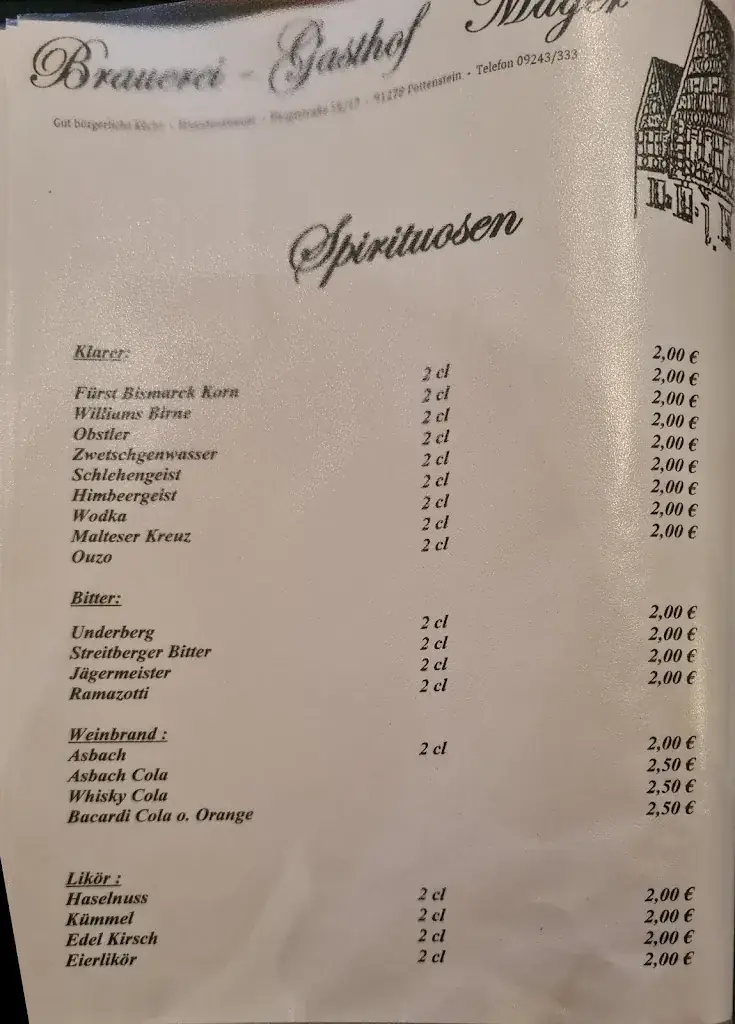 Brauerei - Gasthof Mager
Gut bürgerliche Küche - - Hauptstraße 15/17 - 91278 Pottenstein - Telefon 09243/333
Spirituosen
Klarer:
Fürst Bismarck Korn 2 cl 2,00 €
Williams Birne 2 cl 2,00 €
Obstler 2 cl 2,00 €
Zwetschgenwasser 2 cl 2,00 €
Schlehengeist 2 cl 2,00 €
Himbeergeist 2 cl 2,00 €
Wodka 2 cl 2,00 €
Malteser Kreuz 2 cl 2,00 €
Ouzo 2 cl 2,00 €
Bitter:
Underberg 2 cl 2,00 €
Streitberger Bitter 2 cl 2,00 €
Jägermeister 2 cl 2,00 €
Ramazotti 2 cl 2,00 €
Weinbrand :
Asbach 2 cl 2,00 €
Asbach Cola 2,50 €
Whisky Cola 2,50 €
Bacardi Cola o. Orange 2,50 €
Likör :
Haselnuss 2 cl 2,00 €
Kümmel 2 cl 2,00 €
Edel Kirsch 2 cl 2,00 €
Eierlikör 2 cl 2,00 €